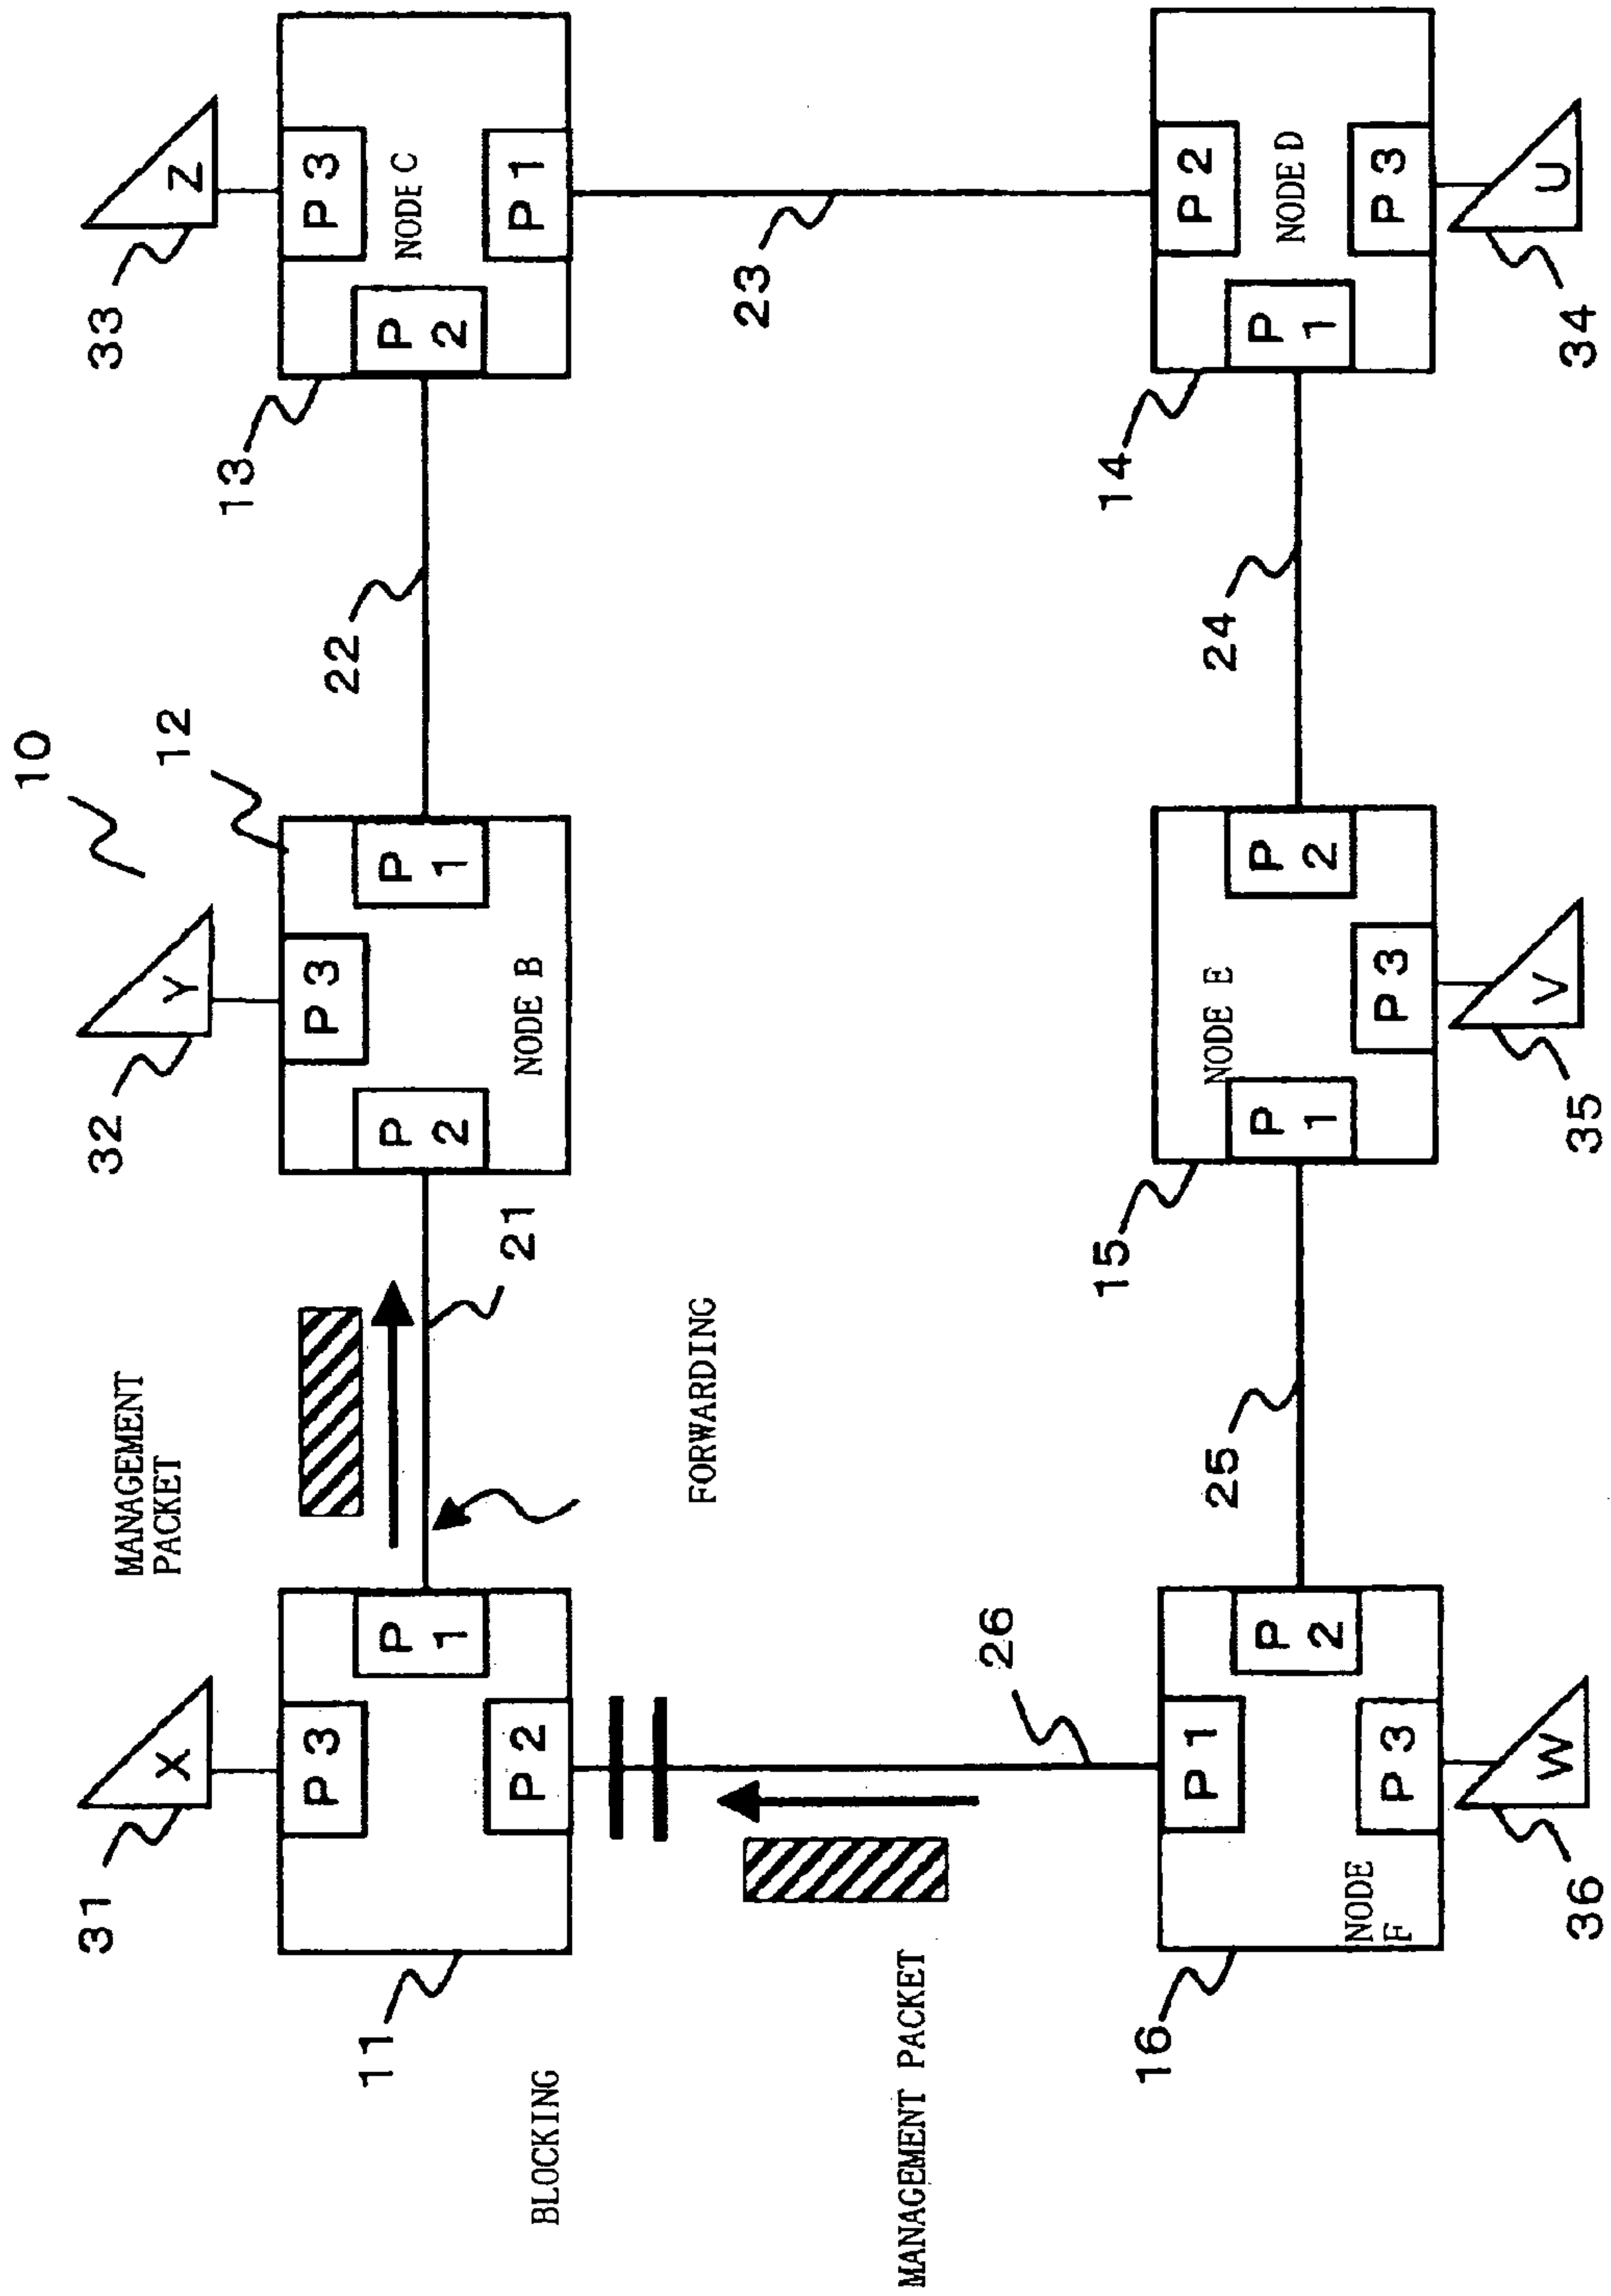 10
31
X
MANAGEMENT
PACKET
32
Y
12
33
Z
P 3
P
1
P 2
11
BLOCKING
FORWARDING
21
P 3
P
2
P
1
NODE B
22
13
P 3
P
2
NODE C
P 1
23
MANAGEMENT PACKET
26
16
P 1
P
2
P 3
NODE
F
W
36
25
15
NODE E
P
1
P
2
P 3
V
35
24
14
P 2
P
1
NODE D
P 3
U
34